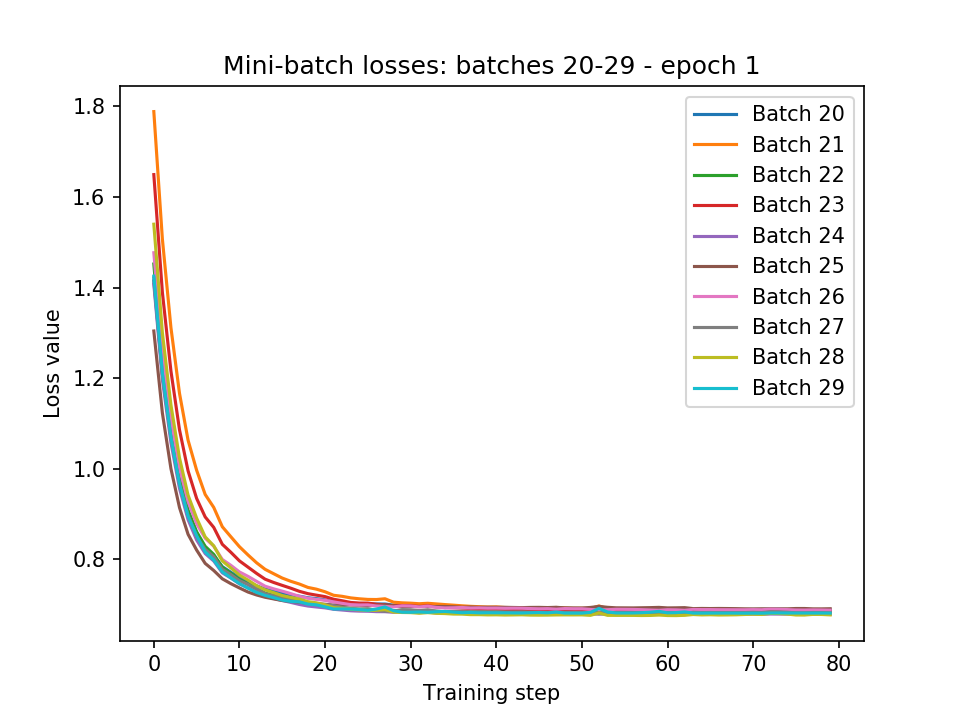 Mini-batch losses: batches 20-29 - epoch 1
1.8
1.6
1.4
1.2
1.0
0.8
Loss value
0
10
20
30
40
50
60
70
80
Training step
Batch 20
Batch 21
Batch 22
Batch 23
Batch 24
Batch 25
Batch 26
Batch 27
Batch 28
Batch 29